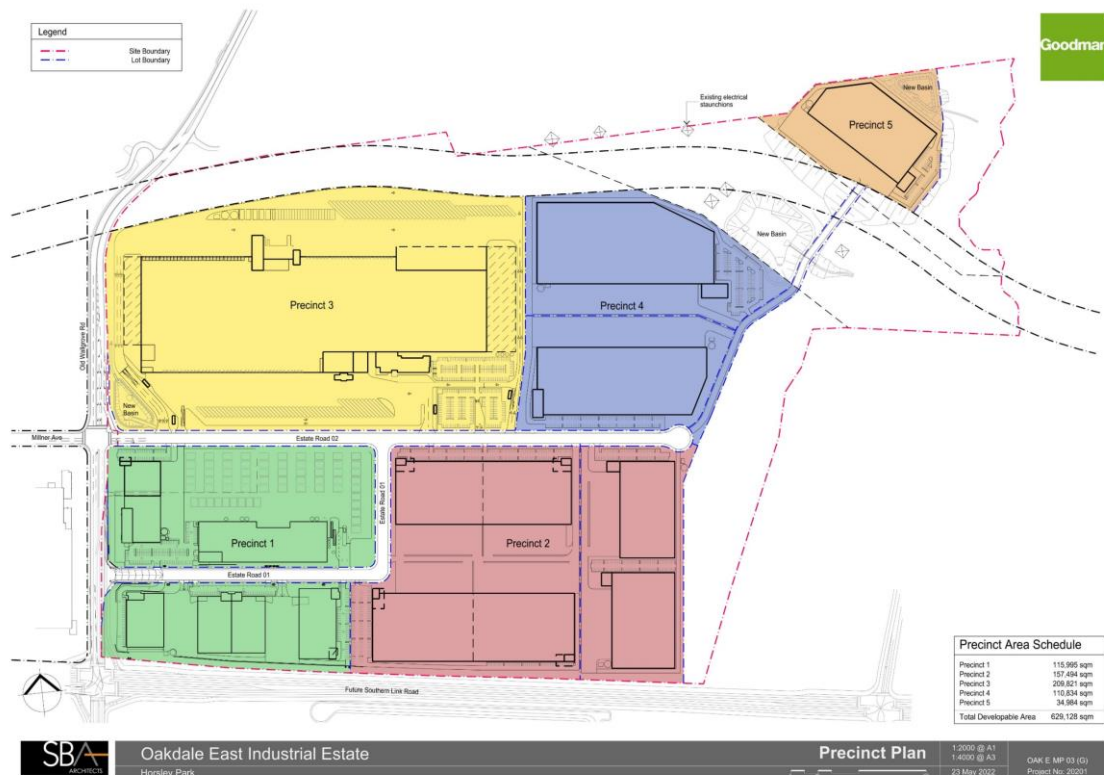 Legend
Site Boundary
Lot Boundary
Goodman
Existing electrical
staunchions
New Basin
Precinct 5
New Basin
Precinct 3
Precinct 4
Old Wallgrove Rd
New
Basin
Millner Ave
Estate Road 02
Estate Road 01
Precinct 1
Precinct 2
Estate Road 01
Future Southern Link Road
Precinct Area Schedule
Precinct 1 115,995 sqm
Precinct 2 157,494 sqm
Precinct 3 209,821 sqm
Precinct 4 110,834 sqm
Precinct 5 34,984 sqm
Total Developable Area 629,128 sqm
SBA
ARCHITECTS
Oakdale East Industrial Estate
Horsley Park
Precinct Plan
1:2000 @ A1
1:4000 @ A3
23 May 2022
OAK E MP 03 (G)
Project No: 20201